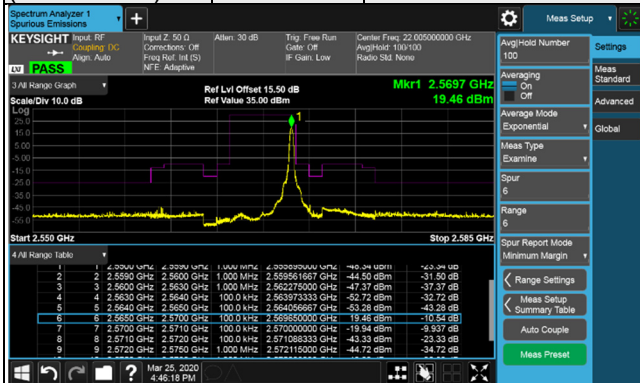 Spectrum Analyzer 1
Spurious Emissions
Meas Setup
KEYSIGHT
Input: RF
Coupling: DC
Align: Auto
Input Z: 50 Ω
Corrections: Off
Freq Ref: Int (S)
NFE: Adaptive
Atten: 30 dB
Trig: Free Run
Gate: Off
IF Gain: Low
Center Freq: 22.005000000 GHz
Avg|Hold: 100/100
Radio Std: None
LXI PASS
3 All Range Graph
Scale/Div 10.0 dB
Ref Lvl Offset 15.50 dB
Ref Value 35.00 dBm
Mkr1 2.5697 GHz
19.46 dBm
Log
25.0
15.0
5.00
-5.00
-15.0
-25.0
-35.0
-45.0
-55.0
1
Start 2.550 GHz
Stop 2.585 GHz
4 All Range Table
2 2 2.5590 GHz 2.5600 GHz 1.000 MHz 2.559561667 GHz -44.50 dBm -31.50 dB
3 3 2.5600 GHz 2.5630 GHz 1.000 MHz 2.562275000 GHz -47.37 dBm -37.37 dB
4 4 2.5630 GHz 2.5640 GHz 100.0 kHz 2.563973333 GHz -52.72 dBm -32.72 dB
5 5 2.5640 GHz 2.5650 GHz 100.0 kHz 2.564056667 GHz -53.28 dBm -43.28 dB
6 6 2.5650 GHz 2.5700 GHz 100.0 kHz 2.569650000 GHz 19.46 dBm -10.54 dB
7 7 2.5700 GHz 2.5710 GHz 100.0 kHz 2.570000000 GHz -19.94 dBm -9.937 dB
8 8 2.5710 GHz 2.5720 GHz 100.0 kHz 2.571088333 GHz -43.33 dBm -23.33 dB
9 9 2.5720 GHz 2.5750 GHz 1.000 MHz 2.572115000 GHz -44.72 dBm -34.72 dB
Mar 25, 2020
4:46:18 PM
Avg|Hold Number
100
Averaging
On
Off
Average Mode
Exponential
Meas Type
Examine
Spur
6
Range
6
Spur Report Mode
Minimum Margin
Range Settings
Meas Setup
Summary Table
Auto Couple
Meas Preset
Settings
Meas
Standard
Advanced
Global